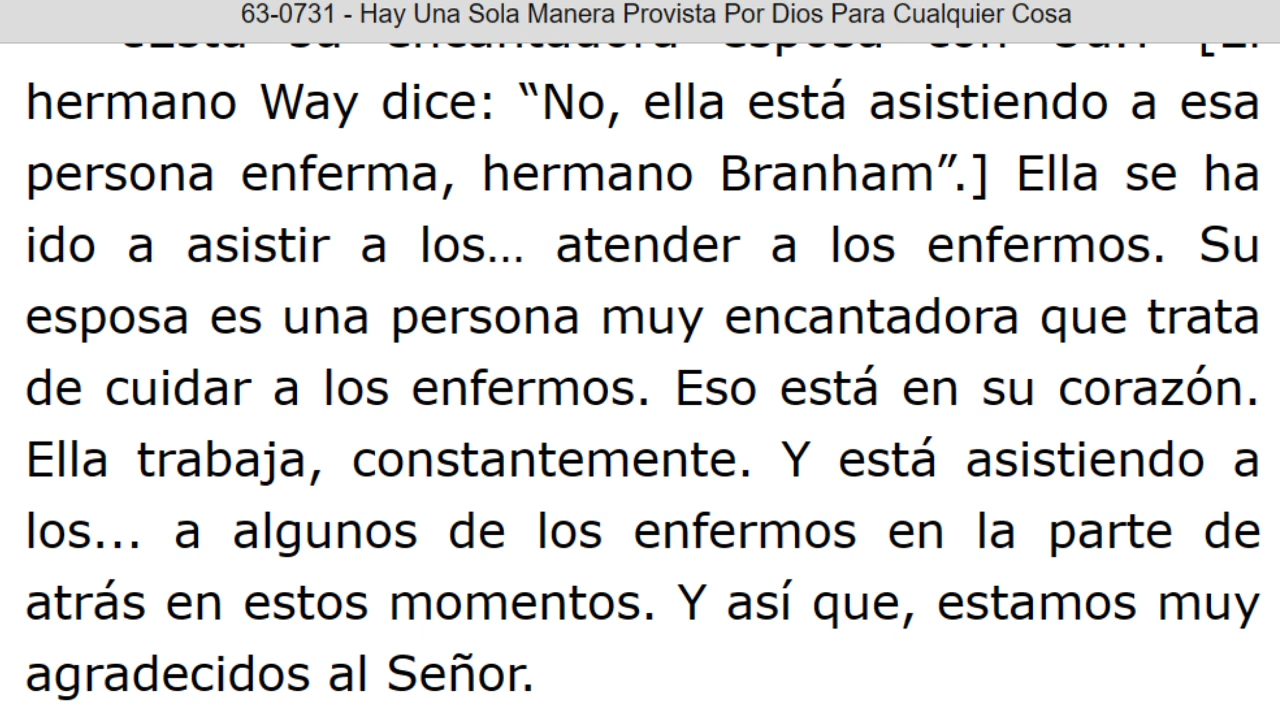 63-0731 - Hay Una Sola Manera Provista Por Dios Para Cualquier Cosa
su encantadora esposa con
hermano Way dice: “No, ella está asistiendo a esa
persona enferma, hermano Branham”.] Ella se ha
ido a asistir a los… atender a los enfermos. Su
esposa es una persona muy encantadora que trata
de cuidar a los enfermos. Eso está en su corazón.
Ella trabaja, constantemente. Y está asistiendo a
los... a algunos de los enfermos en la parte de
atrás en estos momentos. Y así que, estamos muy
agradecidos al Señor.